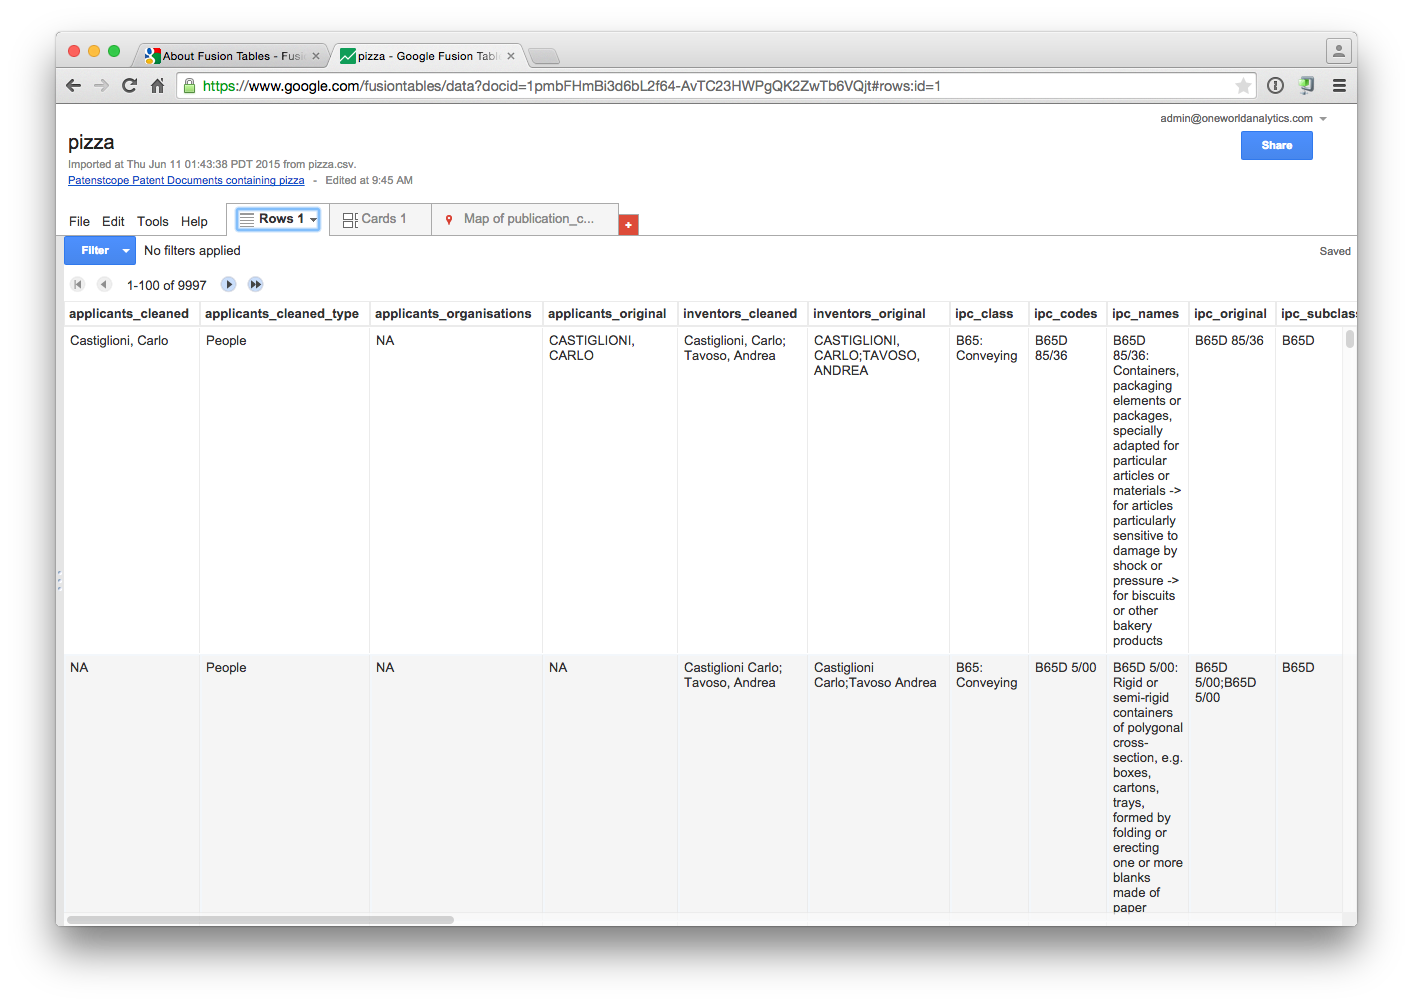 About Fusion Tables - Fusi
pizza - Google Fusion Tabl
https://www.google.com/fusiontables/data?docid=1pmbFHmBi3d6bL2f64-AvTC23HWPgQK2ZwTb6VQjt#rows:id=1
admin@oneworldanalytics.com
pizza
Share
Imported at Thu Jun 11 01:43:38 PDT 2015 from pizza.csv.
Patenstcope Patent Documents containing pizza - Edited at 9:45 AM
File Edit Tools Help Rows 1 Cards 1 Map of publication_c... +
Filter No filters applied Saved
1-100 of 9997
applicants_cleaned applicants_cleaned_type applicants_organisations applicants_original inventors_cleaned inventors_original ipc_class ipc_codes ipc_names ipc_original ipc_subclass
Castiglioni, Carlo People NA CASTIGLIONI, Castiglioni, Carlo; CASTIGLIONI, B65: B65D B65D B65D 85/36 B65D
CARLO Tavoso, Andrea CARLO;TAVOSO, Conveying 85/36 85/36:
ANDREA Containers,
packaging
elements or
packages,
specially
adapted for
particular
articles or
materials ->
for articles
particularly
sensitive to
damage by
shock or
pressure ->
for biscuits
or other
bakery
products
NA People NA NA Castiglioni Carlo; Castiglioni B65: B65D 5/00 B65D 5/00: B65D B65D
Tavoso, Andrea Carlo;Tavoso Andrea Conveying Rigid or 5/00;B65D
semi-rigid 5/00
containers
of polygonal
cross-
section, e.g.
boxes,
cartons,
trays,
formed by
folding or
erecting
one or more
blanks
made of
paper